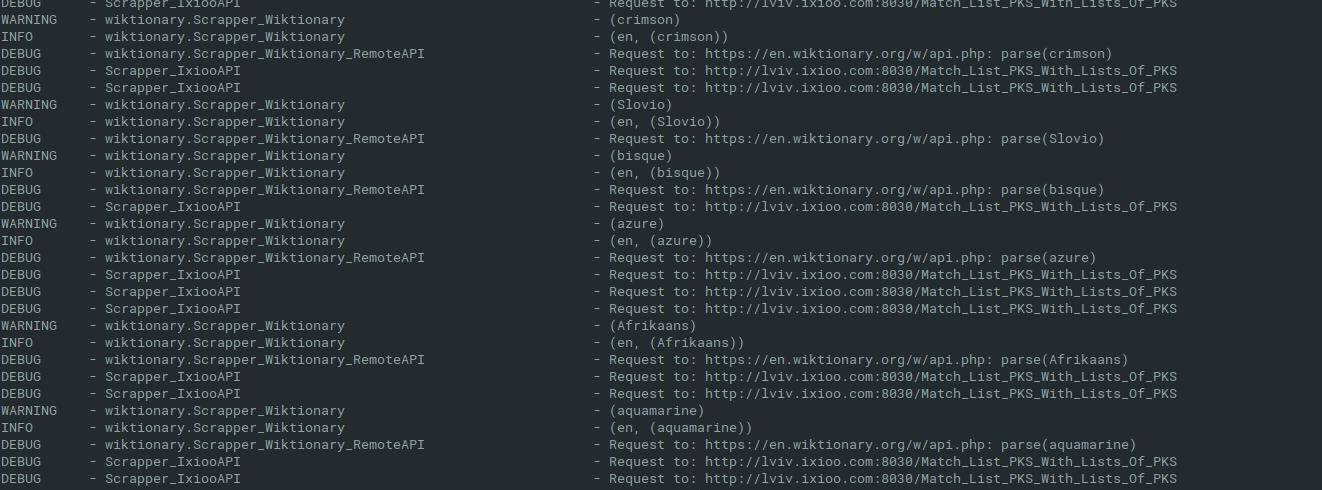 DEBUG - Scrapper_IxiooAPI - Request to: http://lviv.ixioo.com:8030/Match_List_PKS_With_Lists_Of_PKS
WARNING - wiktionary.Scrapper_Wiktionary - (crimson)
INFO - wiktionary.Scrapper_Wiktionary - (en, (crimson))
DEBUG - wiktionary.Scrapper_Wiktionary_RemoteAPI - Request to: https://en.wiktionary.org/w/api.php: parse(crimson)
DEBUG - Scrapper_IxiooAPI - Request to: http://lviv.ixioo.com:8030/Match_List_PKS_With_Lists_Of_PKS
DEBUG - Scrapper_IxiooAPI - Request to: http://lviv.ixioo.com:8030/Match_List_PKS_With_Lists_Of_PKS
WARNING - wiktionary.Scrapper_Wiktionary - (Slovio)
INFO - wiktionary.Scrapper_Wiktionary - (en, (Slovio))
DEBUG - wiktionary.Scrapper_Wiktionary_RemoteAPI - Request to: https://en.wiktionary.org/w/api.php: parse(Slovio)
WARNING - wiktionary.Scrapper_Wiktionary - (bisque)
INFO - wiktionary.Scrapper_Wiktionary - (en, (bisque))
DEBUG - wiktionary.Scrapper_Wiktionary_RemoteAPI - Request to: https://en.wiktionary.org/w/api.php: parse(bisque)
DEBUG - Scrapper_IxiooAPI - Request to: http://lviv.ixioo.com:8030/Match_List_PKS_With_Lists_Of_PKS
WARNING - wiktionary.Scrapper_Wiktionary - (azure)
INFO - wiktionary.Scrapper_Wiktionary - (en, (azure))
DEBUG - wiktionary.Scrapper_Wiktionary_RemoteAPI - Request to: https://en.wiktionary.org/w/api.php: parse(azure)
DEBUG - Scrapper_IxiooAPI - Request to: http://lviv.ixioo.com:8030/Match_List_PKS_With_Lists_Of_PKS
DEBUG - Scrapper_IxiooAPI - Request to: http://lviv.ixioo.com:8030/Match_List_PKS_With_Lists_Of_PKS
DEBUG - Scrapper_IxiooAPI - Request to: http://lviv.ixioo.com:8030/Match_List_PKS_With_Lists_Of_PKS
WARNING - wiktionary.Scrapper_Wiktionary - (Afrikaans)
INFO - wiktionary.Scrapper_Wiktionary - (en, (Afrikaans))
DEBUG - wiktionary.Scrapper_Wiktionary_RemoteAPI - Request to: https://en.wiktionary.org/w/api.php: parse(Afrikaans)
DEBUG - Scrapper_IxiooAPI - Request to: http://lviv.ixioo.com:8030/Match_List_PKS_With_Lists_Of_PKS
DEBUG - Scrapper_IxiooAPI - Request to: http://lviv.ixioo.com:8030/Match_List_PKS_With_Lists_Of_PKS
WARNING - wiktionary.Scrapper_Wiktionary - (aquamarine)
INFO - wiktionary.Scrapper_Wiktionary - (en, (aquamarine))
DEBUG - wiktionary.Scrapper_Wiktionary_RemoteAPI - Request to: https://en.wiktionary.org/w/api.php: parse(aquamarine)
DEBUG - Scrapper_IxiooAPI - Request to: http://lviv.ixioo.com:8030/Match_List_PKS_With_Lists_Of_PKS
DEBUG - Scrapper_IxiooAPI - Request to: http://lviv.ixioo.com:8030/Match_List_PKS_With_Lists_Of_PKS